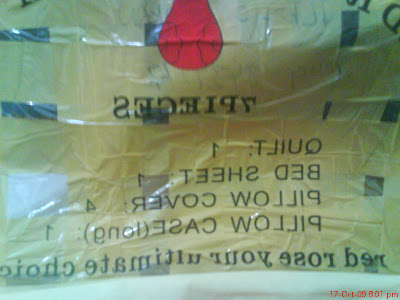 7PIECES
QUILT: 1
BED SHEET: 1
PILLOW COVER: 4
PILLOW CASE(long): 1
red rose your ultimate choic
17-Oct-09 8:01 pm